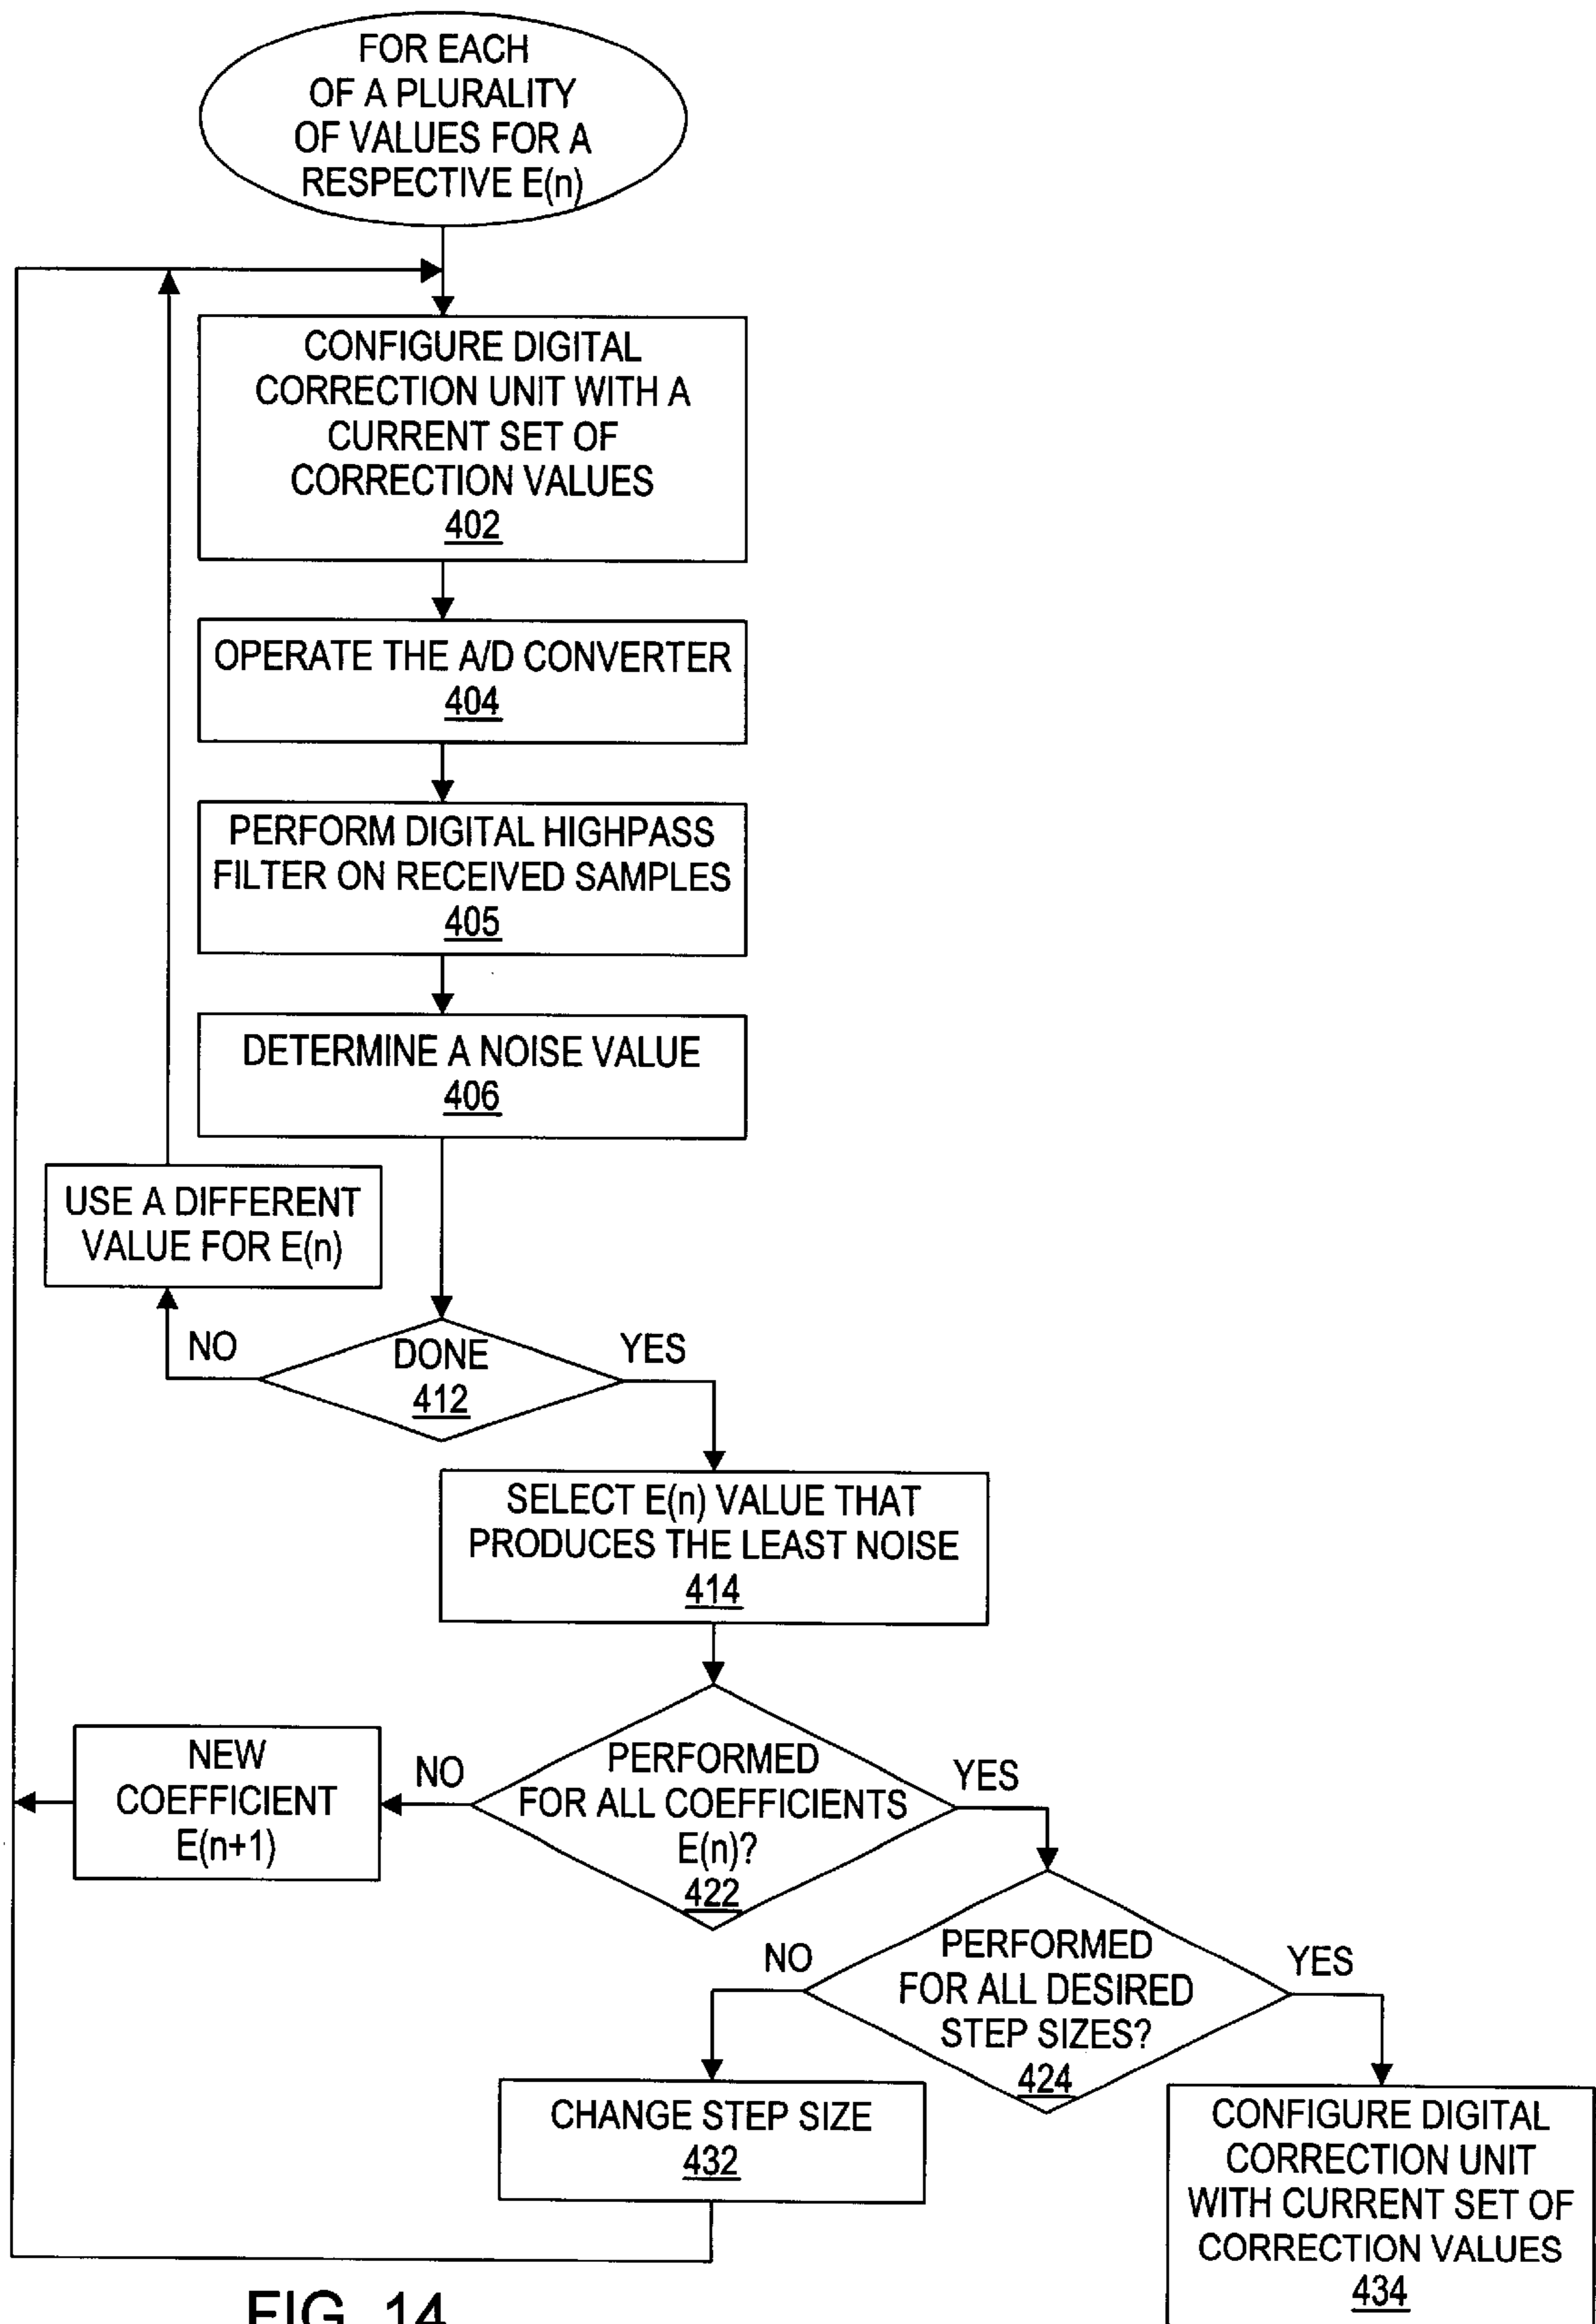 FOR EACH
OF A PLURALITY
OF VALUES FOR A
RESPECTIVE E(n)
CONFIGURE DIGITAL
CORRECTION UNIT WITH A
CURRENT SET OF
CORRECTION VALUES
402
OPERATE THE A/D CONVERTER
404
PERFORM DIGITAL HIGHPASS
FILTER ON RECEIVED SAMPLES
405
DETERMINE A NOISE VALUE
406
USE A DIFFERENT
VALUE FOR E(n)
NO
DONE
412
YES
SELECT E(n) VALUE THAT
PRODUCES THE LEAST NOISE
414
NEW
COEFFICIENT
E(n+1)
NO
PERFORMED
FOR ALL COEFFICIENTS
E(n)?
422
YES
NO
PERFORMED
FOR ALL DESIRED
STEP SIZES?
424
YES
CHANGE STEP SIZE
432
CONFIGURE DIGITAL
CORRECTION UNIT
WITH CURRENT SET OF
CORRECTION VALUES
434
FIG. 14